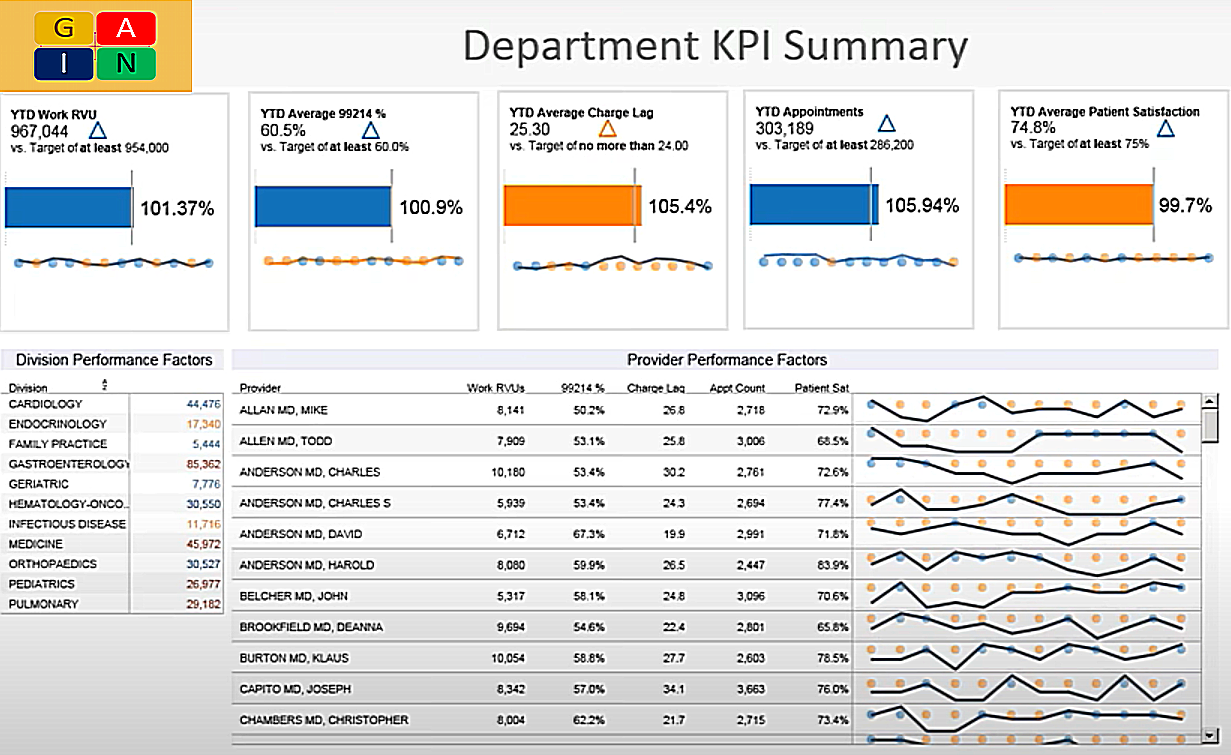 G A
I N
Department KPI Summary
YTD Work RVU
967,044
vs. Target of at least 954,000
101.37%
YTD Average 99214 %
60.5%
vs. Target of at least 60.0%
100.9%
YTD Average Charge Lag
25.30
vs. Target of no more than 24.00
105.4%
YTD Appointments
303,189
vs. Target of at least 286,200
105.94%
YTD Average Patient Satisfaction
74.8%
vs. Target of at least 75%
99.7%
Division Performance Factors
Division
CARDIOLOGY 44,476
ENDOCRINOLOGY 17,340
FAMILY PRACTICE 5,444
GASTROENTEROLOGY 85,362
GERIATRIC 7,776
HEMATOLOGY-ONCO.. 30,550
INFECTIOUS DISEASE 11,716
MEDICINE 45,972
ORTHOPAEDICS 30,527
PEDIATRICS 26,977
PULMONARY 29,182
Provider Performance Factors
Provider Work RVUs 99214 % Charge Lag Appt Count Patient Sat
ALLAN MD, MIKE 8,141 50.2% 26.8 2,718 72.9%
ALLEN MD, TODD 7,909 53.1% 25.8 3,006 68.5%
ANDERSON MD, CHARLES 10,180 53.4% 30.2 2,761 72.6%
ANDERSON MD, CHARLES S 5,939 53.4% 24.3 2,694 77.4%
ANDERSON MD, DAVID 6,712 67.3% 19.9 2,991 71.8%
ANDERSON MD, HAROLD 8,080 59.9% 26.5 2,447 83.9%
BELCHER MD, JOHN 5,317 58.1% 24.8 3,096 70.6%
BROOKFIELD MD, DEANNA 9,694 54.6% 22.4 2,801 65.8%
BURTON MD, KLAUS 10,054 58.8% 27.7 2,603 78.5%
CAPITO MD, JOSEPH 8,342 57.0% 34.1 3,663 76.0%
CHAMBERS MD, CHRISTOPHER 8,004 62.2% 21.7 2,715 73.4%